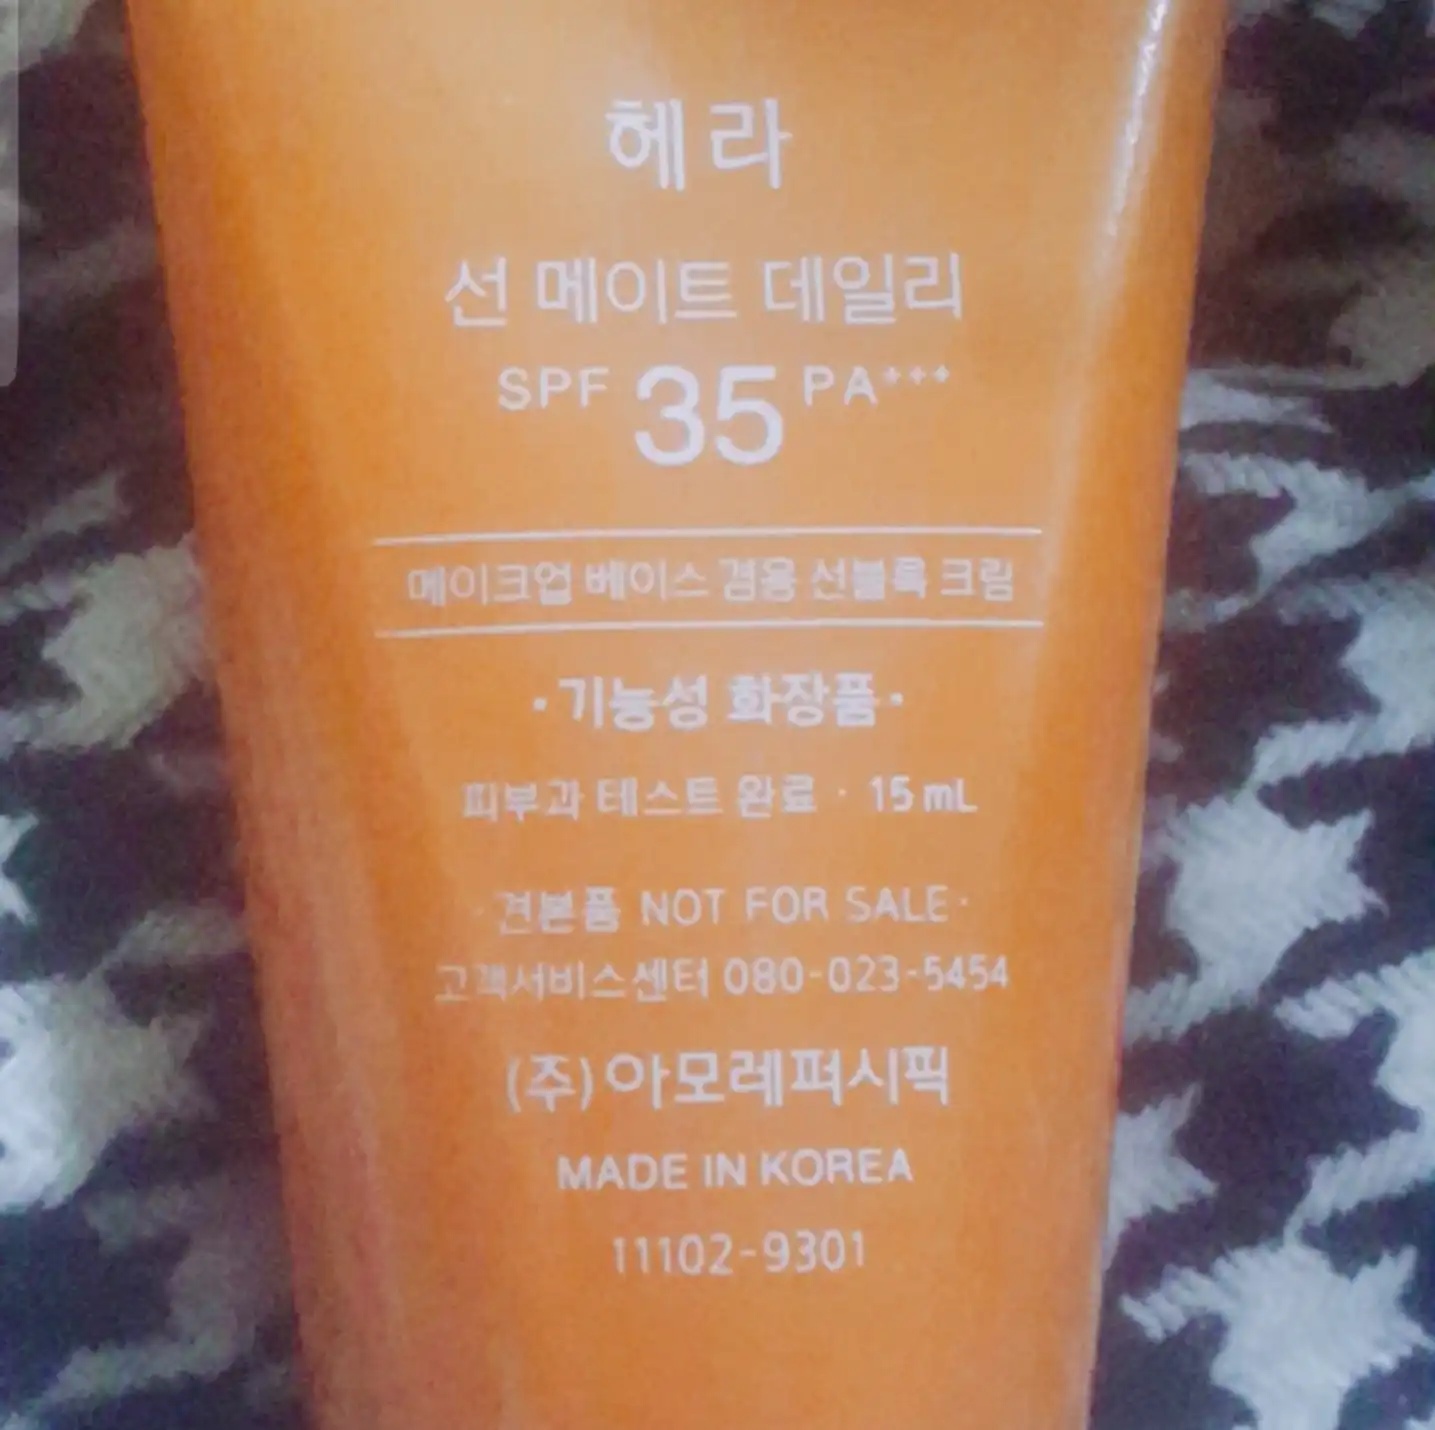 헤라
선 메이트 데일리
SPF 35 PA+++
메이크업 베이스 겸용 선블록 크림
·기능성 화장품·
피부과 테스트 완료 · 15mL
·견본품 NOT FOR SALE·
고객서비스센터 080-023-5454
(주)아모레퍼시픽
MADE IN KOREA
11102-9301